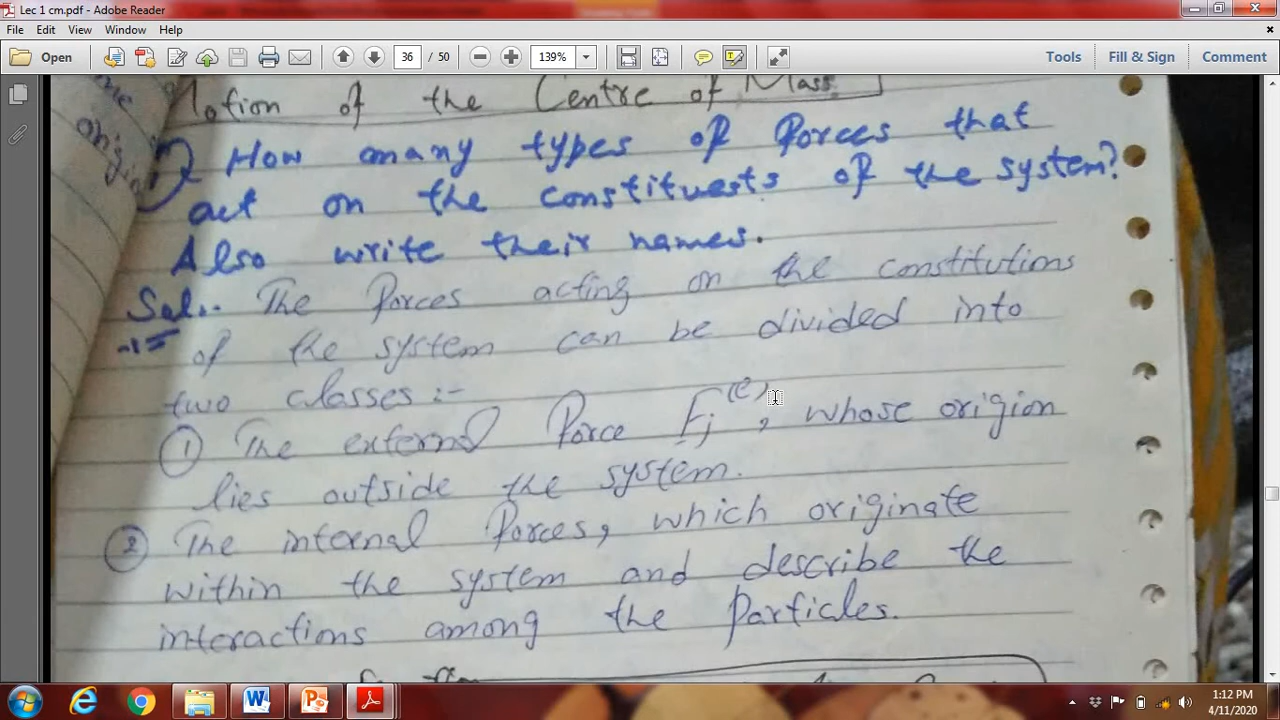 Lec 1 cm.pdf - Adobe Reader
File Edit View Window Help
Open 36 / 50 139% Tools Fill & Sign Comment
Motion of the Centre of Mass
me
origin
How many types of forces that
act on the constituests of the system?
Also write their names.
Sol:- The forces acting on the constitutions
of the system can be divided into
two classes :-
① The external force Fj(e), whose origion
lies outside the system.
② The internal forces, which originate
within the system and describe the
interactions among the particles.
1:12 PM
4/11/2020